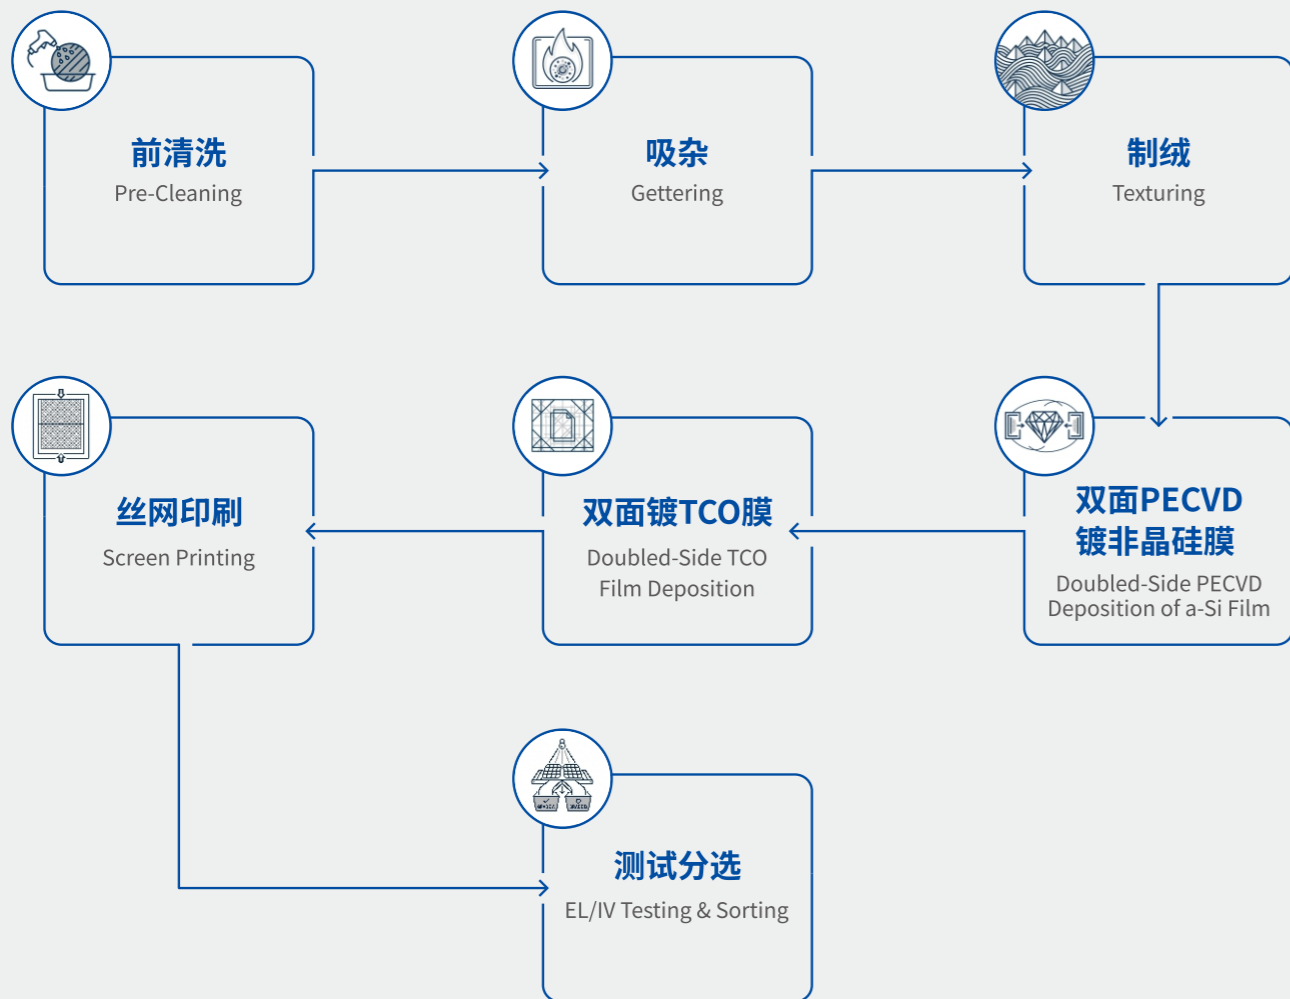 前清洗
Pre-Cleaning
吸杂
Gettering
制绒
Texturing
双面PECVD
镀非晶硅膜
Doubled-Side PECVD
Deposition of a-Si Film
双面镀TCO膜
Doubled-Side TCO
Film Deposition
丝网印刷
Screen Printing
测试分选
EL/IV Testing & Sorting